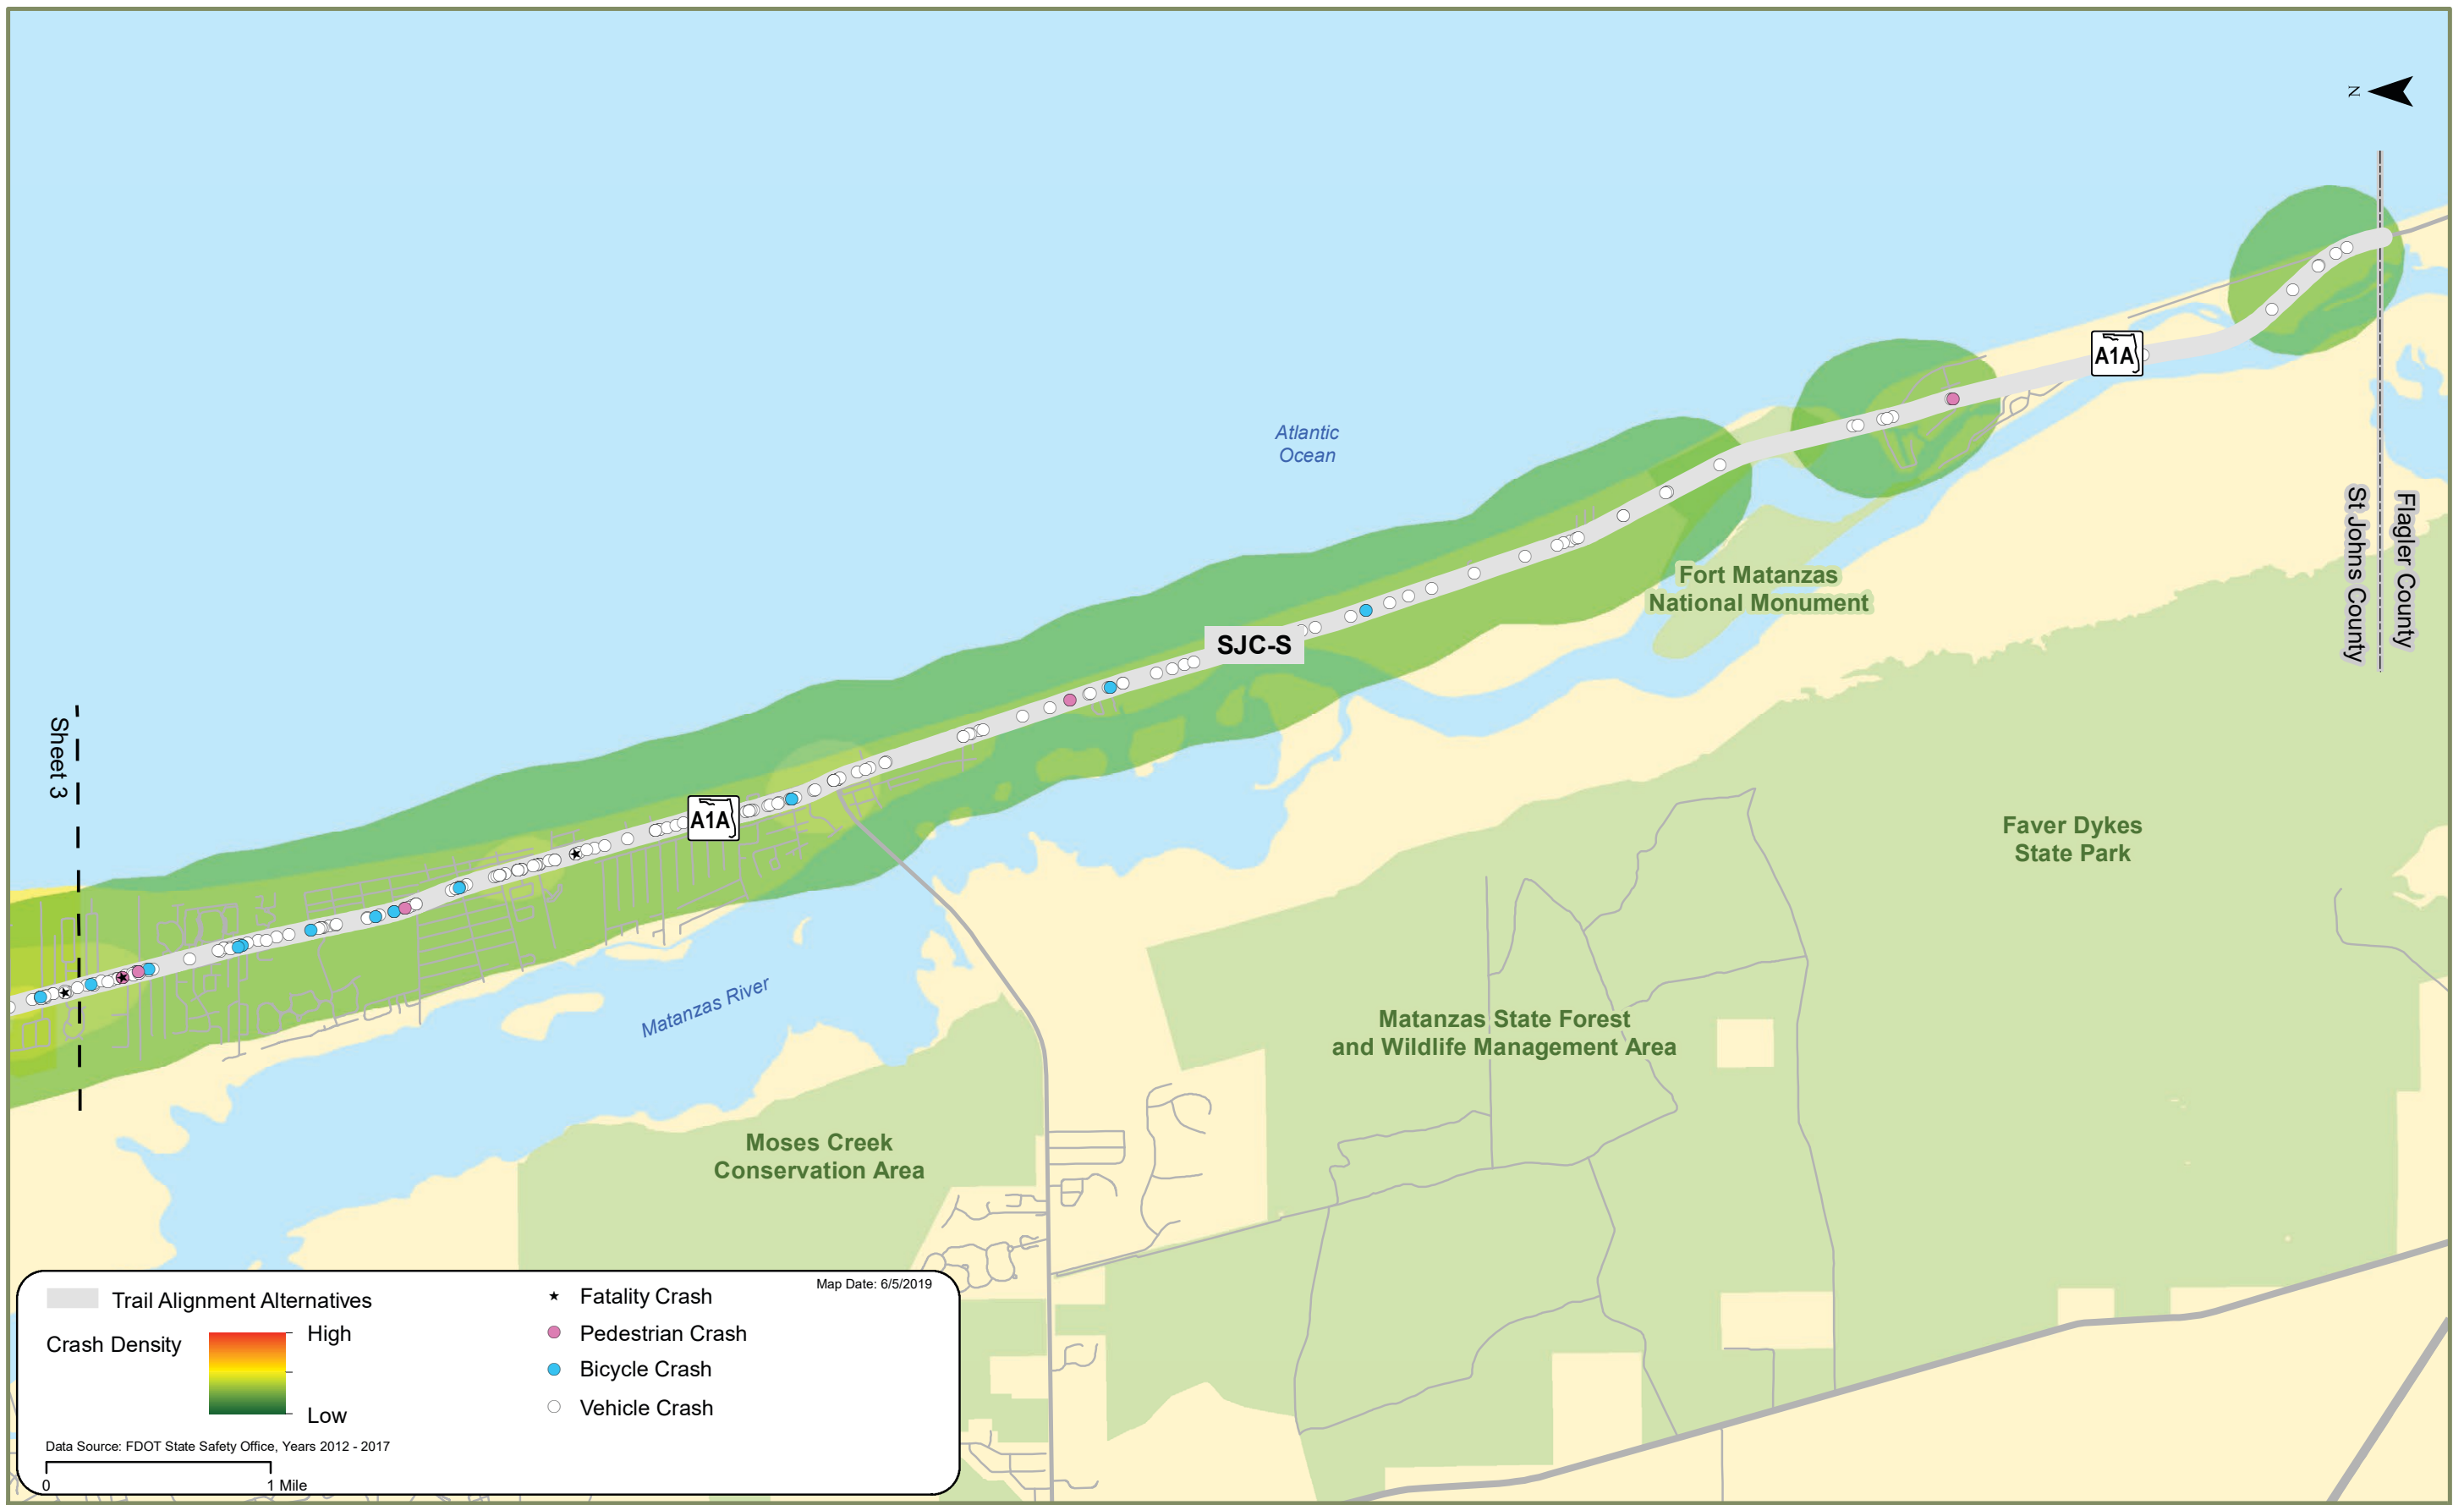 N
Atlantic
Ocean
A1A
St Johns County
Flagler County
Fort Matanzas
National Monument
SJC-S
Sheet 3
A1A
Faver Dykes
State Park
Matanzas River
Matanzas State Forest
and Wildlife Management Area
Moses Creek
Conservation Area
Map Date: 6/5/2019
Trail Alignment Alternatives
Crash Density
High
Low
Fatality Crash
Pedestrian Crash
Bicycle Crash
Vehicle Crash
Data Source: FDOT State Safety Office, Years 2012 - 2017
0 1 Mile